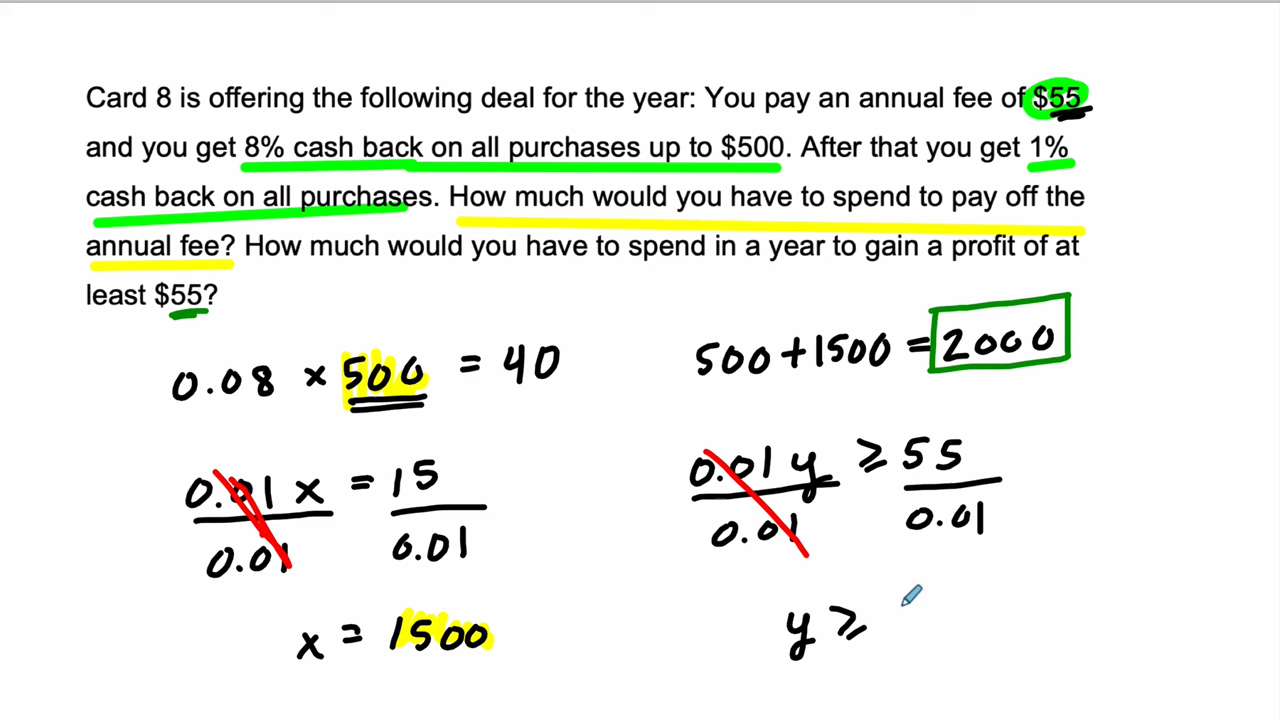 Card 8 is offering the following deal for the year: You pay an annual fee of $55
and you get 8% cash back on all purchases up to $500. After that you get 1%
cash back on all purchases. How much would you have to spend to pay off the
annual fee? How much would you have to spend in a year to gain a profit of at
least $55?
0.08 × 500 = 40
0.01 x = 15
0.01 0.01
x = 1500
500 + 1500 = 2000
0.01 y ≥ 55
0.01 0.01
y ≥